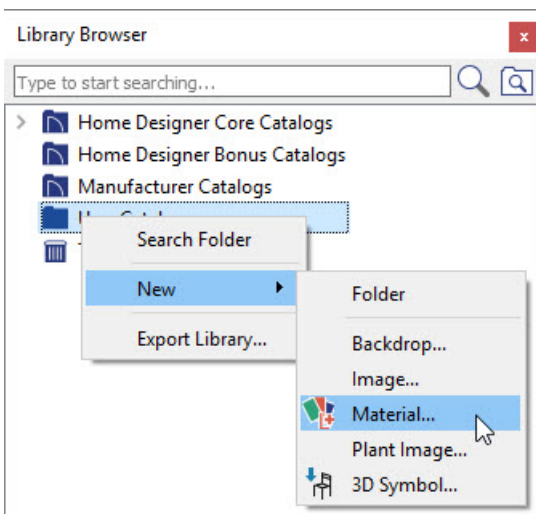 Library Browser
x
Type to start searching...
Home Designer Core Catalogs
Home Designer Bonus Catalogs
Manufacturer Catalogs
Search Folder
New
Export Library...
Folder
Backdrop...
Image...
Material...
Plant Image...
3D Symbol...